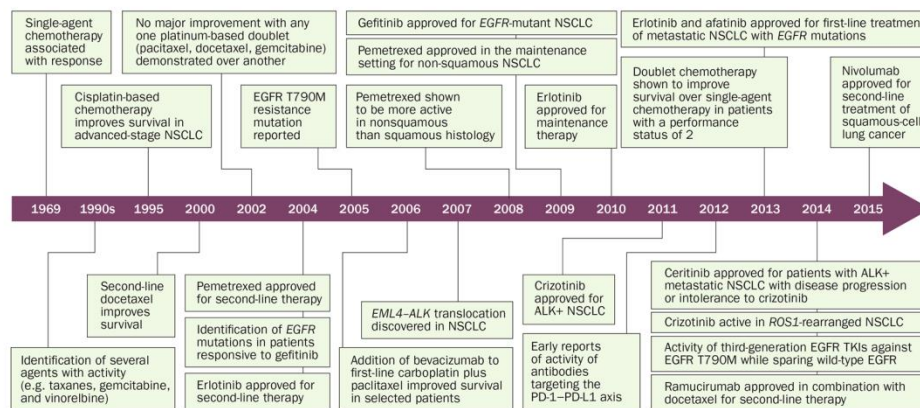 Single-agent
chemotherapy
associated
with response
No major improvement with any
one platinum-based doublet
(pacitaxel, docetaxel, gemcitabine)
demonstrated over another
Gefitinib approved for EGFR-mutant NSCLC
Pemetrexed approved in the maintenance
setting for non-squamous NSCLC
Erlotinib and afatinib approved for first-line treatment
of metastatic NSCLC with EGFR mutations
Cisplatin-based
chemotherapy
improves survival in
advanced-stage NSCLC
EGFR T790M
resistance
mutation
reported
Pemetrexed shown
to be more active
in nonsquamous
than squamous histology
Erlotinib
approved for
maintenance
therapy
Doublet chemotherapy
shown to improve
survival over single-agent
chemotherapy in patients
with a performance
status of 2
Nivolumab
approved for
second-line
treatment of
squamous-cell
lung cancer
1969 1990s 1995 2000 2002 2004 2005 2006 2007 2008 2009 2010 2011 2012 2013 2014 2015
Identification of several
agents with activity
(e.g. taxanes, gemcitabine,
and vinorelbine)
Second-line
docetaxel
improves
survival
Pemetrexed approved
for second-line therapy
Identification of EGFR
mutations in patients
responsive to gefitinib
Erlotinib approved for
second-line therapy
EML4–ALK translocation
discovered in NSCLC
Addition of bevacizumab to
first-line carboplatin plus
paclitaxel improved survival
in selected patients
Crizotinib
approved for
ALK+ NSCLC
Early reports
of activity of
antibodies
targeting the
PD-1–PD-L1 axis
Ceritinib approved for patients with ALK+
metastatic NSCLC with disease progression
or intolerance to crizotinib
Crizotinib active in ROS1-rearranged NSCLC
Activity of third-generation EGFR TKIs against
EGFR T790M while sparing wild-type EGFR
Ramucirumab approved in combination with
docetaxel for second-line therapy